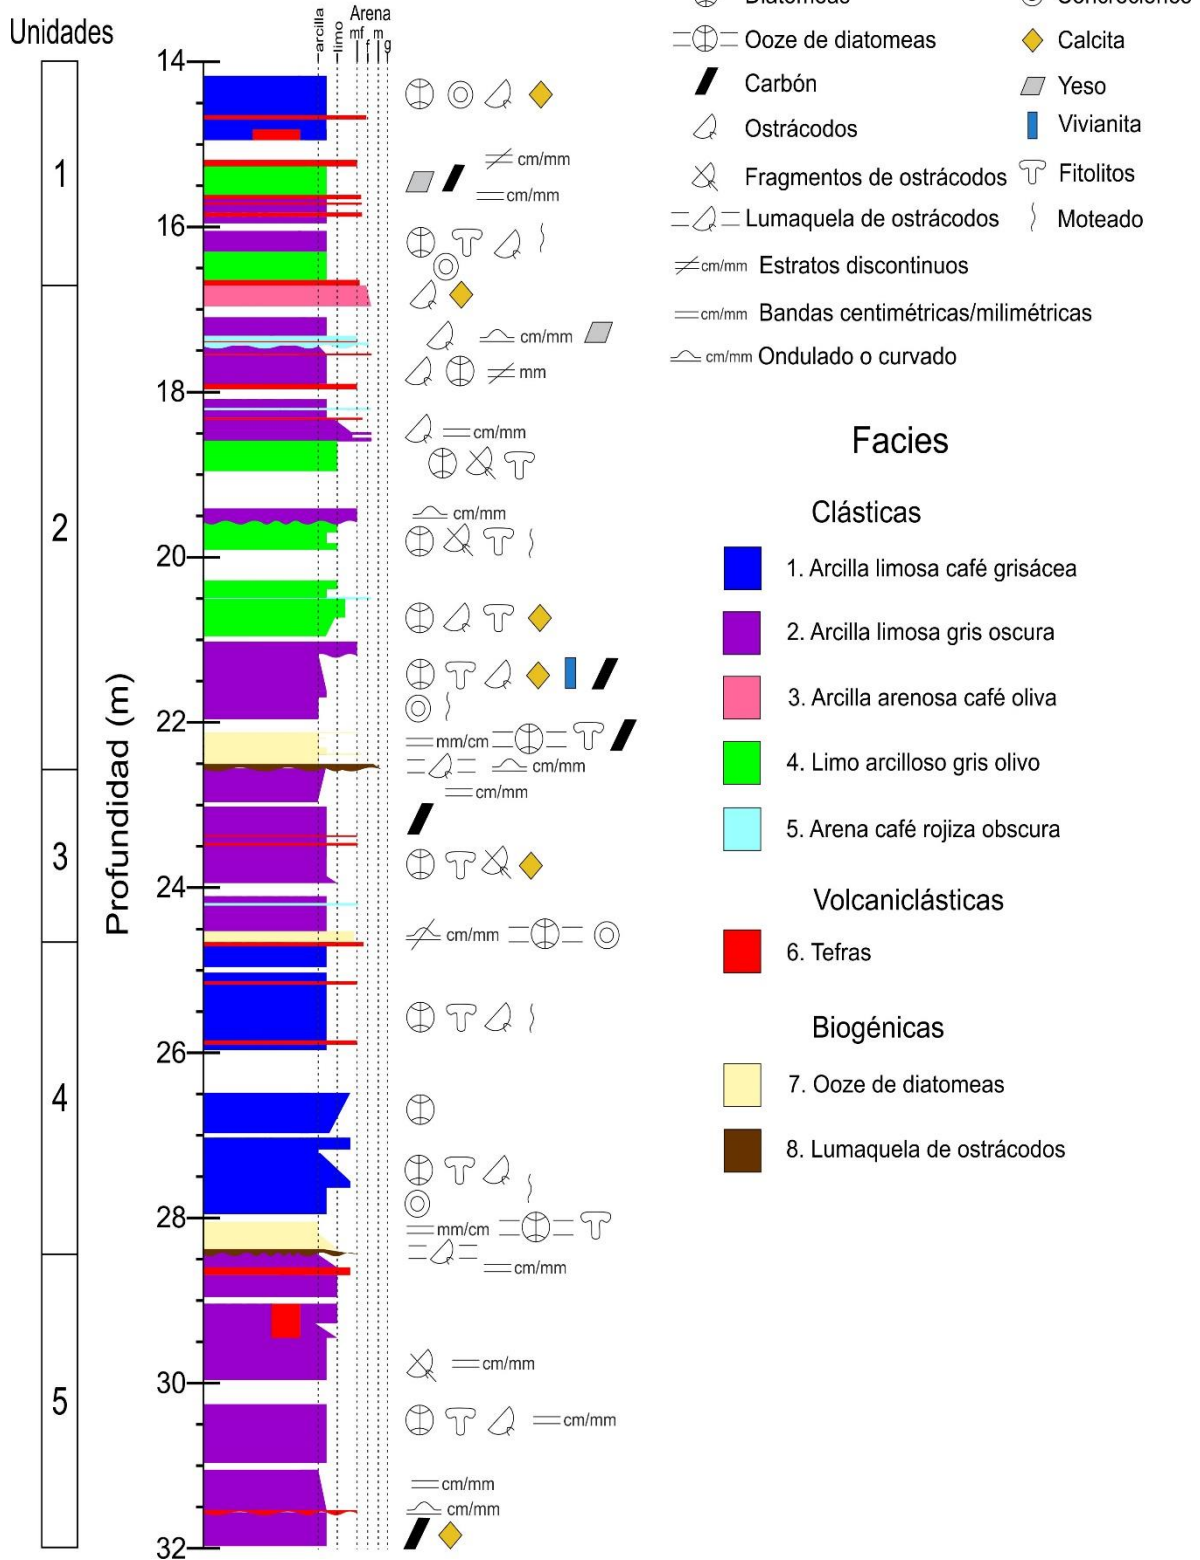 Unidades
arcilla
limo
Arena
mf
f
m
g
14
16
18
20
22
24
26
28
30
32
Profundidad (m)
1
2
3
4
5
cm/mm
cm/mm
cm/mm
mm
cm/mm
cm/mm
mm/cm
cm/mm
cm/mm
cm/mm
mm/cm
cm/mm
cm/mm
cm/mm
cm/mm
cm/mm
Diatomeas
Concreciones
Ooze de diatomeas
Calcita
Carbón
Yeso
Ostrácodos
Vivianita
Fragmentos de ostrácodos
Fitolitos
Lumaquela de ostrácodos
Moteado
cm/mm Estratos discontinuos
cm/mm Bandas centimétricas/milimétricas
cm/mm Ondulado o curvado
Facies
Clásticas
1. Arcilla limosa café grisácea
2. Arcilla limosa gris oscura
3. Arcilla arenosa café oliva
4. Limo arcilloso gris olivo
5. Arena café rojiza obscura
Volcaniclásticas
6. Tefras
Biogénicas
7. Ooze de diatomeas
8. Lumaquela de ostrácodos